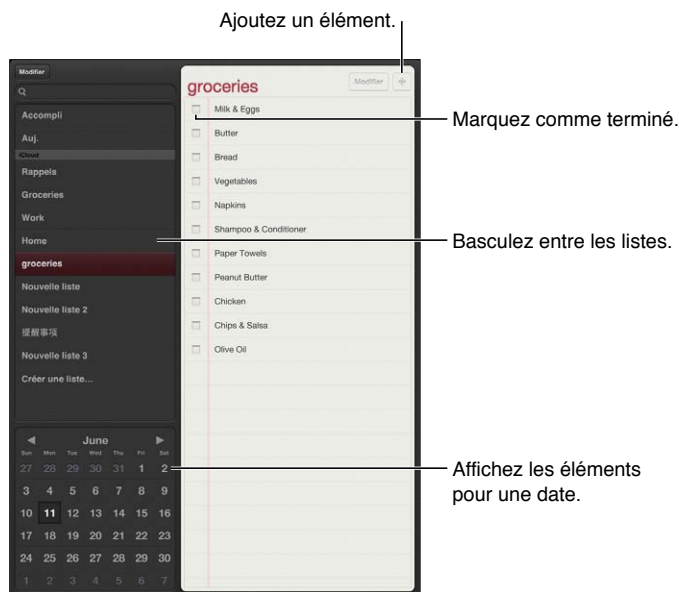 Ajoutez un élément.
Modifier
groceries
Modifier
Accompli
Auj.
iCloud
Rappels
Groceries
Work
Home
groceries
Nouvelle liste
Nouvelle liste 2
提醒事项
Nouvelle liste 3
Créer une liste...
Milk & Eggs
Butter
Bread
Vegetables
Napkins
Shampoo & Conditioner
Paper Towels
Peanut Butter
Chicken
Chips & Salsa
Olive Oil
Marquez comme terminé.
Basculez entre les listes.
June
Sun Mon Tue Wed Thu Fri Sat
27 28 29 30 31 1 2
3 4 5 6 7 8 9
10 11 12 13 14 15 16
17 18 19 20 21 22 23
24 25 26 27 28 29 30
1 2 3 4 5 6 7
Affichez les éléments
pour une date.